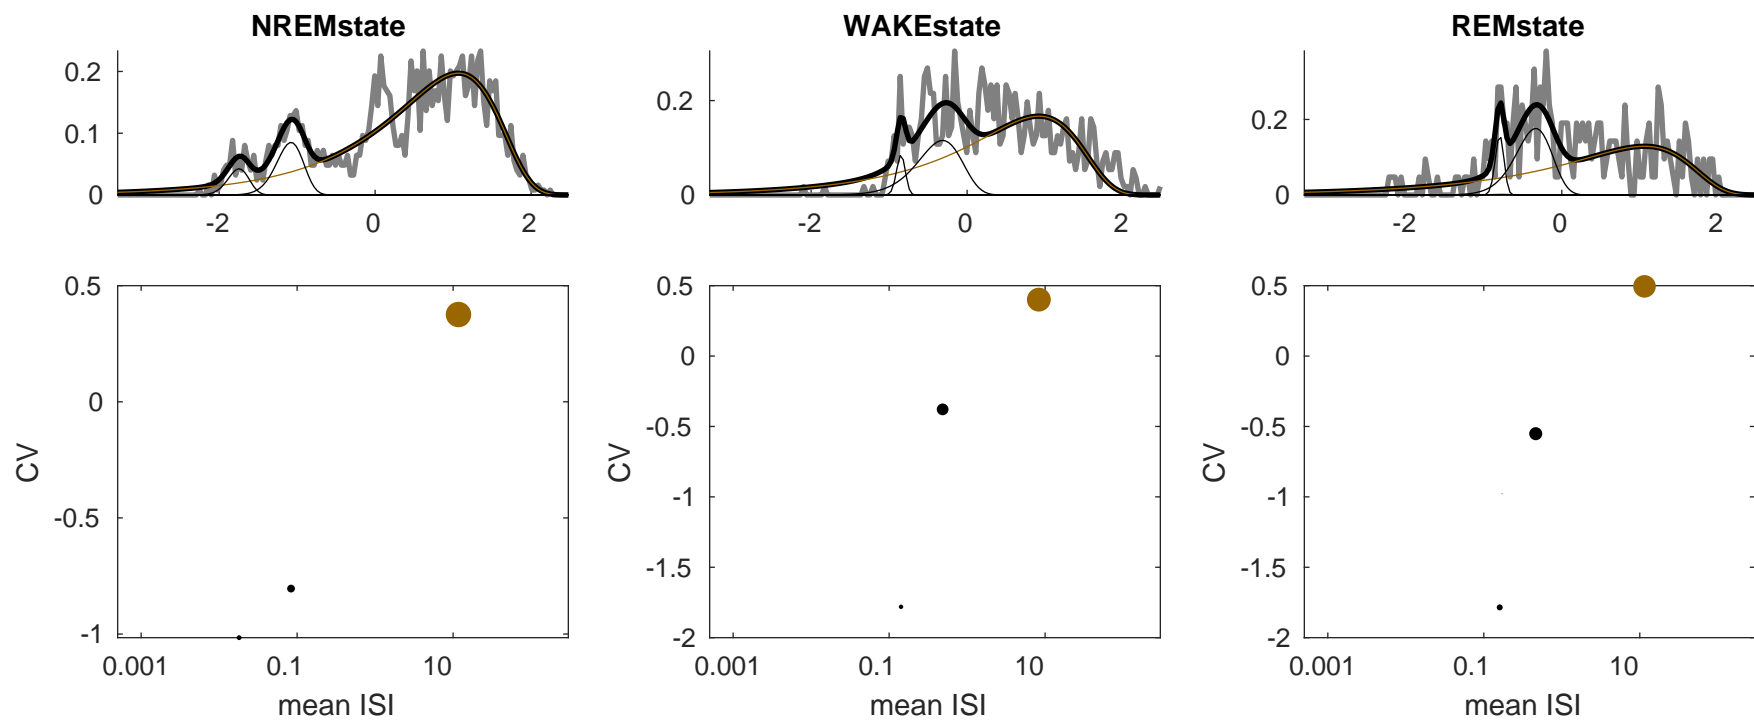 NREMstate WAKEstate REMstate
0.2 0.1 0 -2 0 2
0.2 0 -2 0 2
0.2 0 -2 0 2
0.5 0 -0.5 -1 CV
0.001 0.1 10
mean ISI
0.5 0 -0.5 -1 -1.5 -2 CV
0.001 0.1 10
mean ISI
0.5 0 -0.5 -1 -1.5 -2 CV
0.001 0.1 10
mean ISI